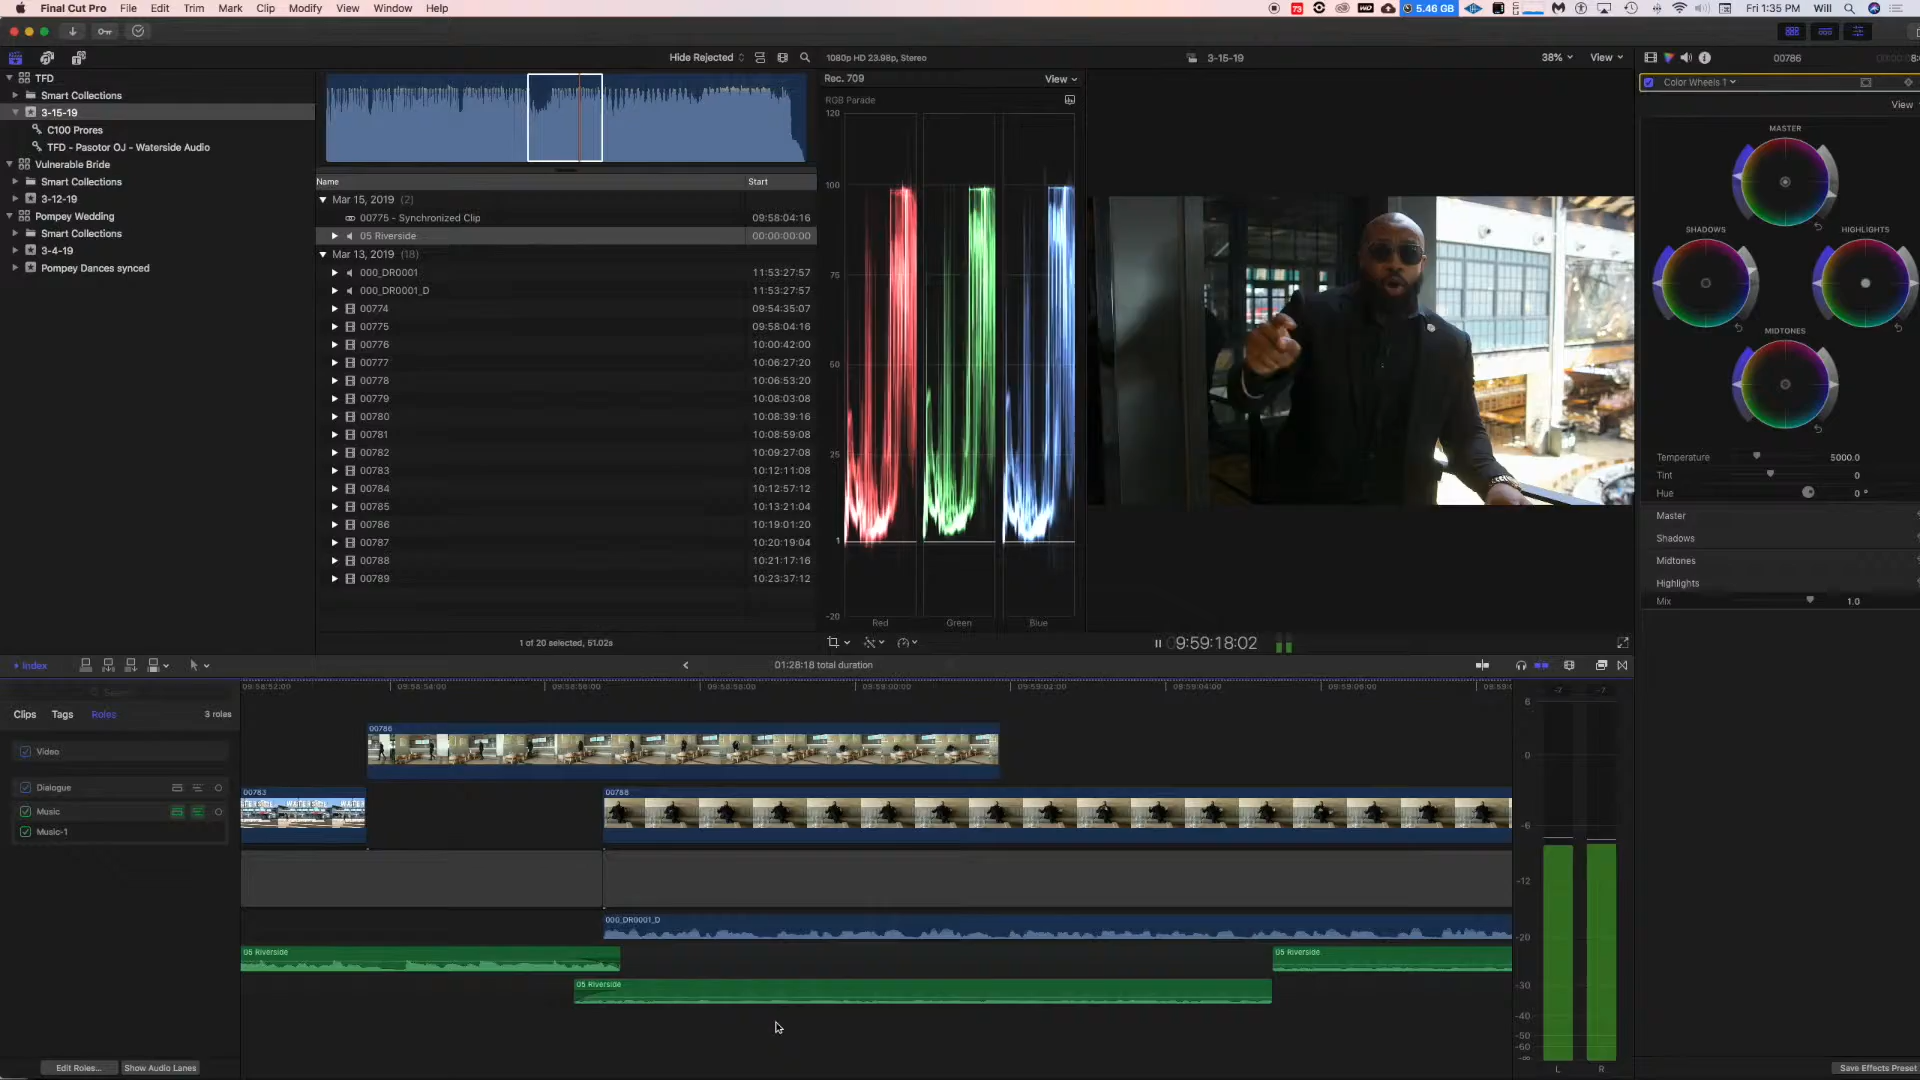 Final Cut Pro File Edit Trim Mark Clip Modify View Window Help
73 5.46 GB Fri 1:35 PM Will
Hide Rejected 1080p HD 23.98p, Stereo 3-15-19 38% View 00786
TFD
Smart Collections
3-15-19
C100 Prores
TFD - Pasotor OJ - Waterside Audio
Vulnerable Bride
Smart Collections
3-12-19
Pompey Wedding
Smart Collections
3-4-19
Pompey Dances synced
Name Start
Mar 15, 2019 (2)
00775 - Synchronized Clip 09:58:04:16
05 Riverside 00:00:00:00
Mar 13, 2019 (18)
000_DR0001 11:53:27:57
000_DR0001_D 11:53:27:57
00774 09:54:35:07
00775 09:58:04:16
00776 10:00:42:00
00777 10:06:27:20
00778 10:06:53:20
00779 10:08:03:08
00780 10:08:39:16
00781 10:08:59:08
00782 10:09:27:08
00783 10:12:11:08
00784 10:12:57:12
00785 10:13:21:04
00786 10:19:01:20
00787 10:20:19:04
00788 10:21:17:16
00789 10:23:37:12
1 of 20 selected, 51.02s
Rec. 709 View
RGB Parade
120
100
75
50
25
1
-20
Red Green Blue
9:59:18:02
Color Wheels 1
View
MASTER
SHADOWS HIGHLIGHTS
MIDTONES
Temperature 5000.0
Tint 0
Hue 0 °
Master
Shadows
Midtones
Highlights
Mix 1.0
Index 01:28:18 total duration
Search
Clips Tags Roles 3 roles
Video
Dialogue
Music
Music-1
Edit Roles... Show Audio Lanes
09:58:52:00 09:58:54:00 09:58:56:00 09:58:58:00 09:59:00:00 09:59:02:00 09:59:04:00 09:59:06:00
00786
00783 00788
000_DR0001_D
05 Riverside 05 Riverside
05 Riverside
-7 -7
6
0
-6
-12
-20
-30
-40
-50
-60
-∞
L R
Save Effects Preset